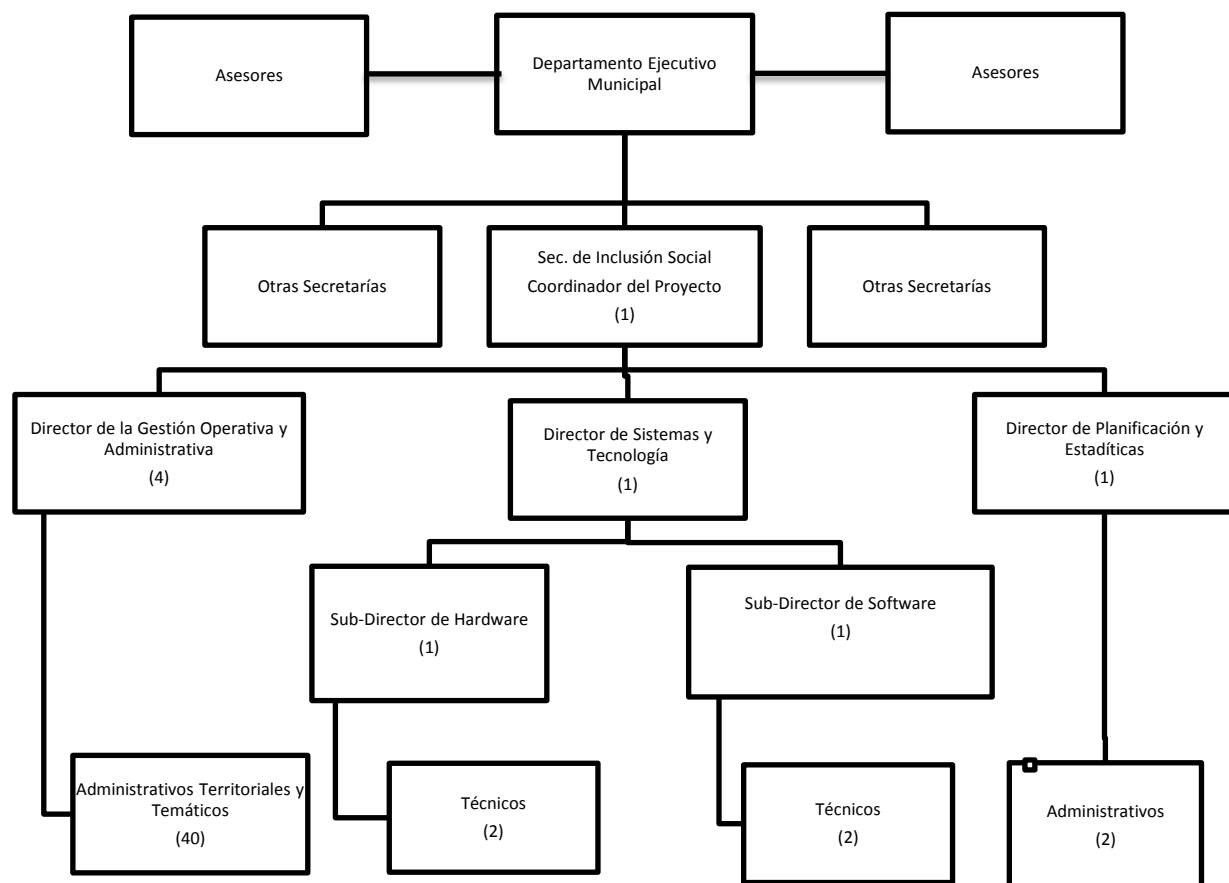 Asesores
Departamento Ejecutivo
Municipal
Asesores
Otras Secretarías
Sec. de Inclusión Social
Coordinador del Proyecto
(1)
Otras Secretarías
Director de la Gestión Operativa y
Administrativa
(4)
Director de Sistemas y
Tecnología
(1)
Director de Planificación y
Estadíticas
(1)
Sub-Director de Hardware
(1)
Sub-Director de Software
(1)
Administrativos Territoriales y
Temáticos
(40)
Técnicos
(2)
Técnicos
(2)
Administrativos
(2)